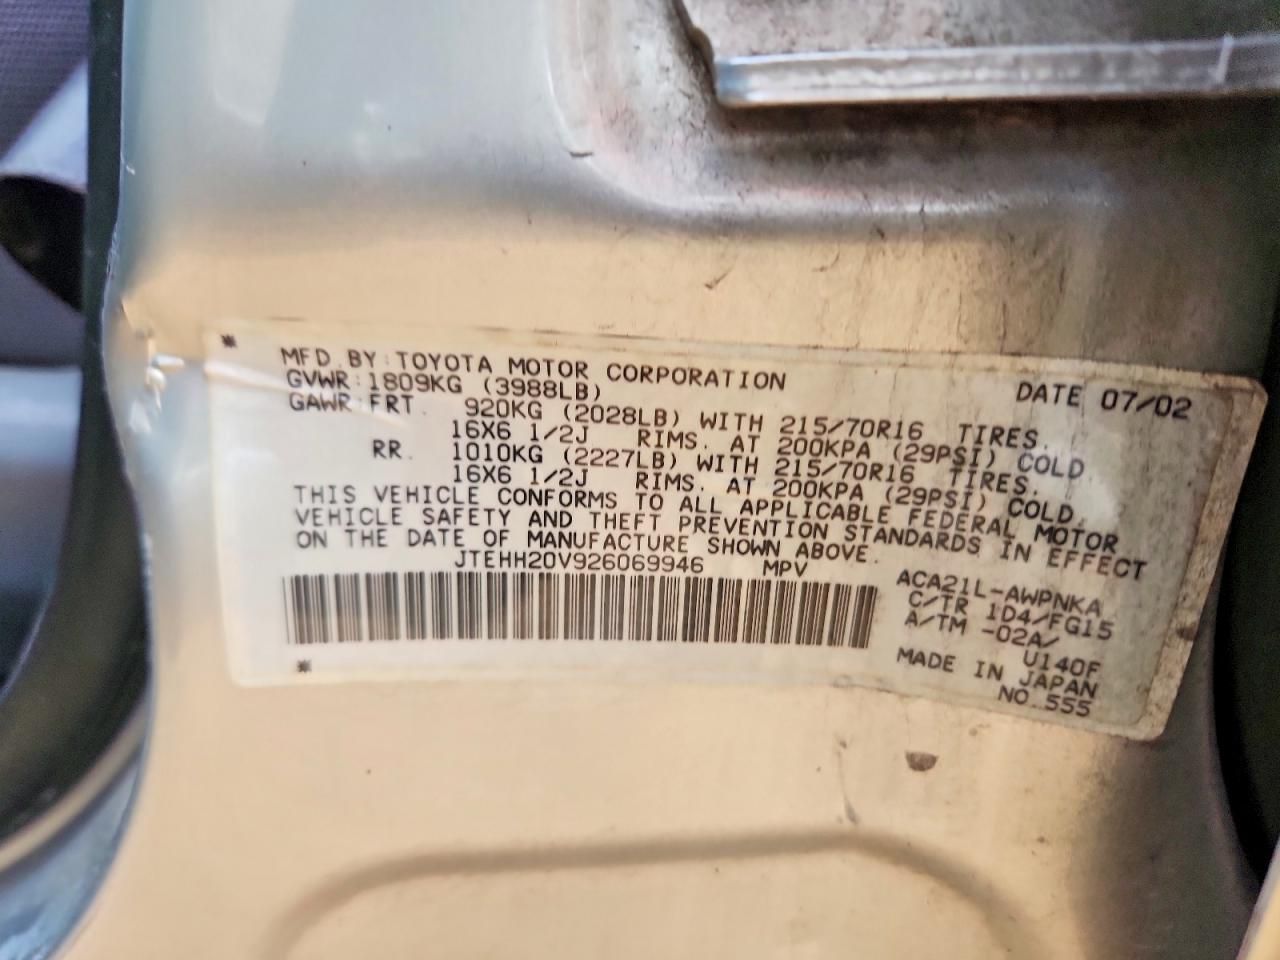 MFD. BY: TOYOTA MOTOR CORPORATION DATE 07/02
GVWR: 1809KG (3988LB)
GAWR: FRT. 920KG (2028LB) WITH 215/70R16 TIRES.
16X6 1/2J RIMS. AT 200KPA (29PSI) COLD
RR. 1010KG (2227LB) WITH 215/70R16 TIRES.
16X6 1/2J RIMS. AT 200KPA (29PSI) COLD.
THIS VEHICLE CONFORMS TO ALL APPLICABLE FEDERAL MOTOR
VEHICLE SAFETY AND THEFT PREVENTION STANDARDS IN EFFECT
ON THE DATE OF MANUFACTURE SHOWN ABOVE.
JTEHH20V926069946 MPV
ACA21L-AWPNKA
C/TR 1D4/FG15
A/TM -02A/
U140F
MADE IN JAPAN
NO. 555